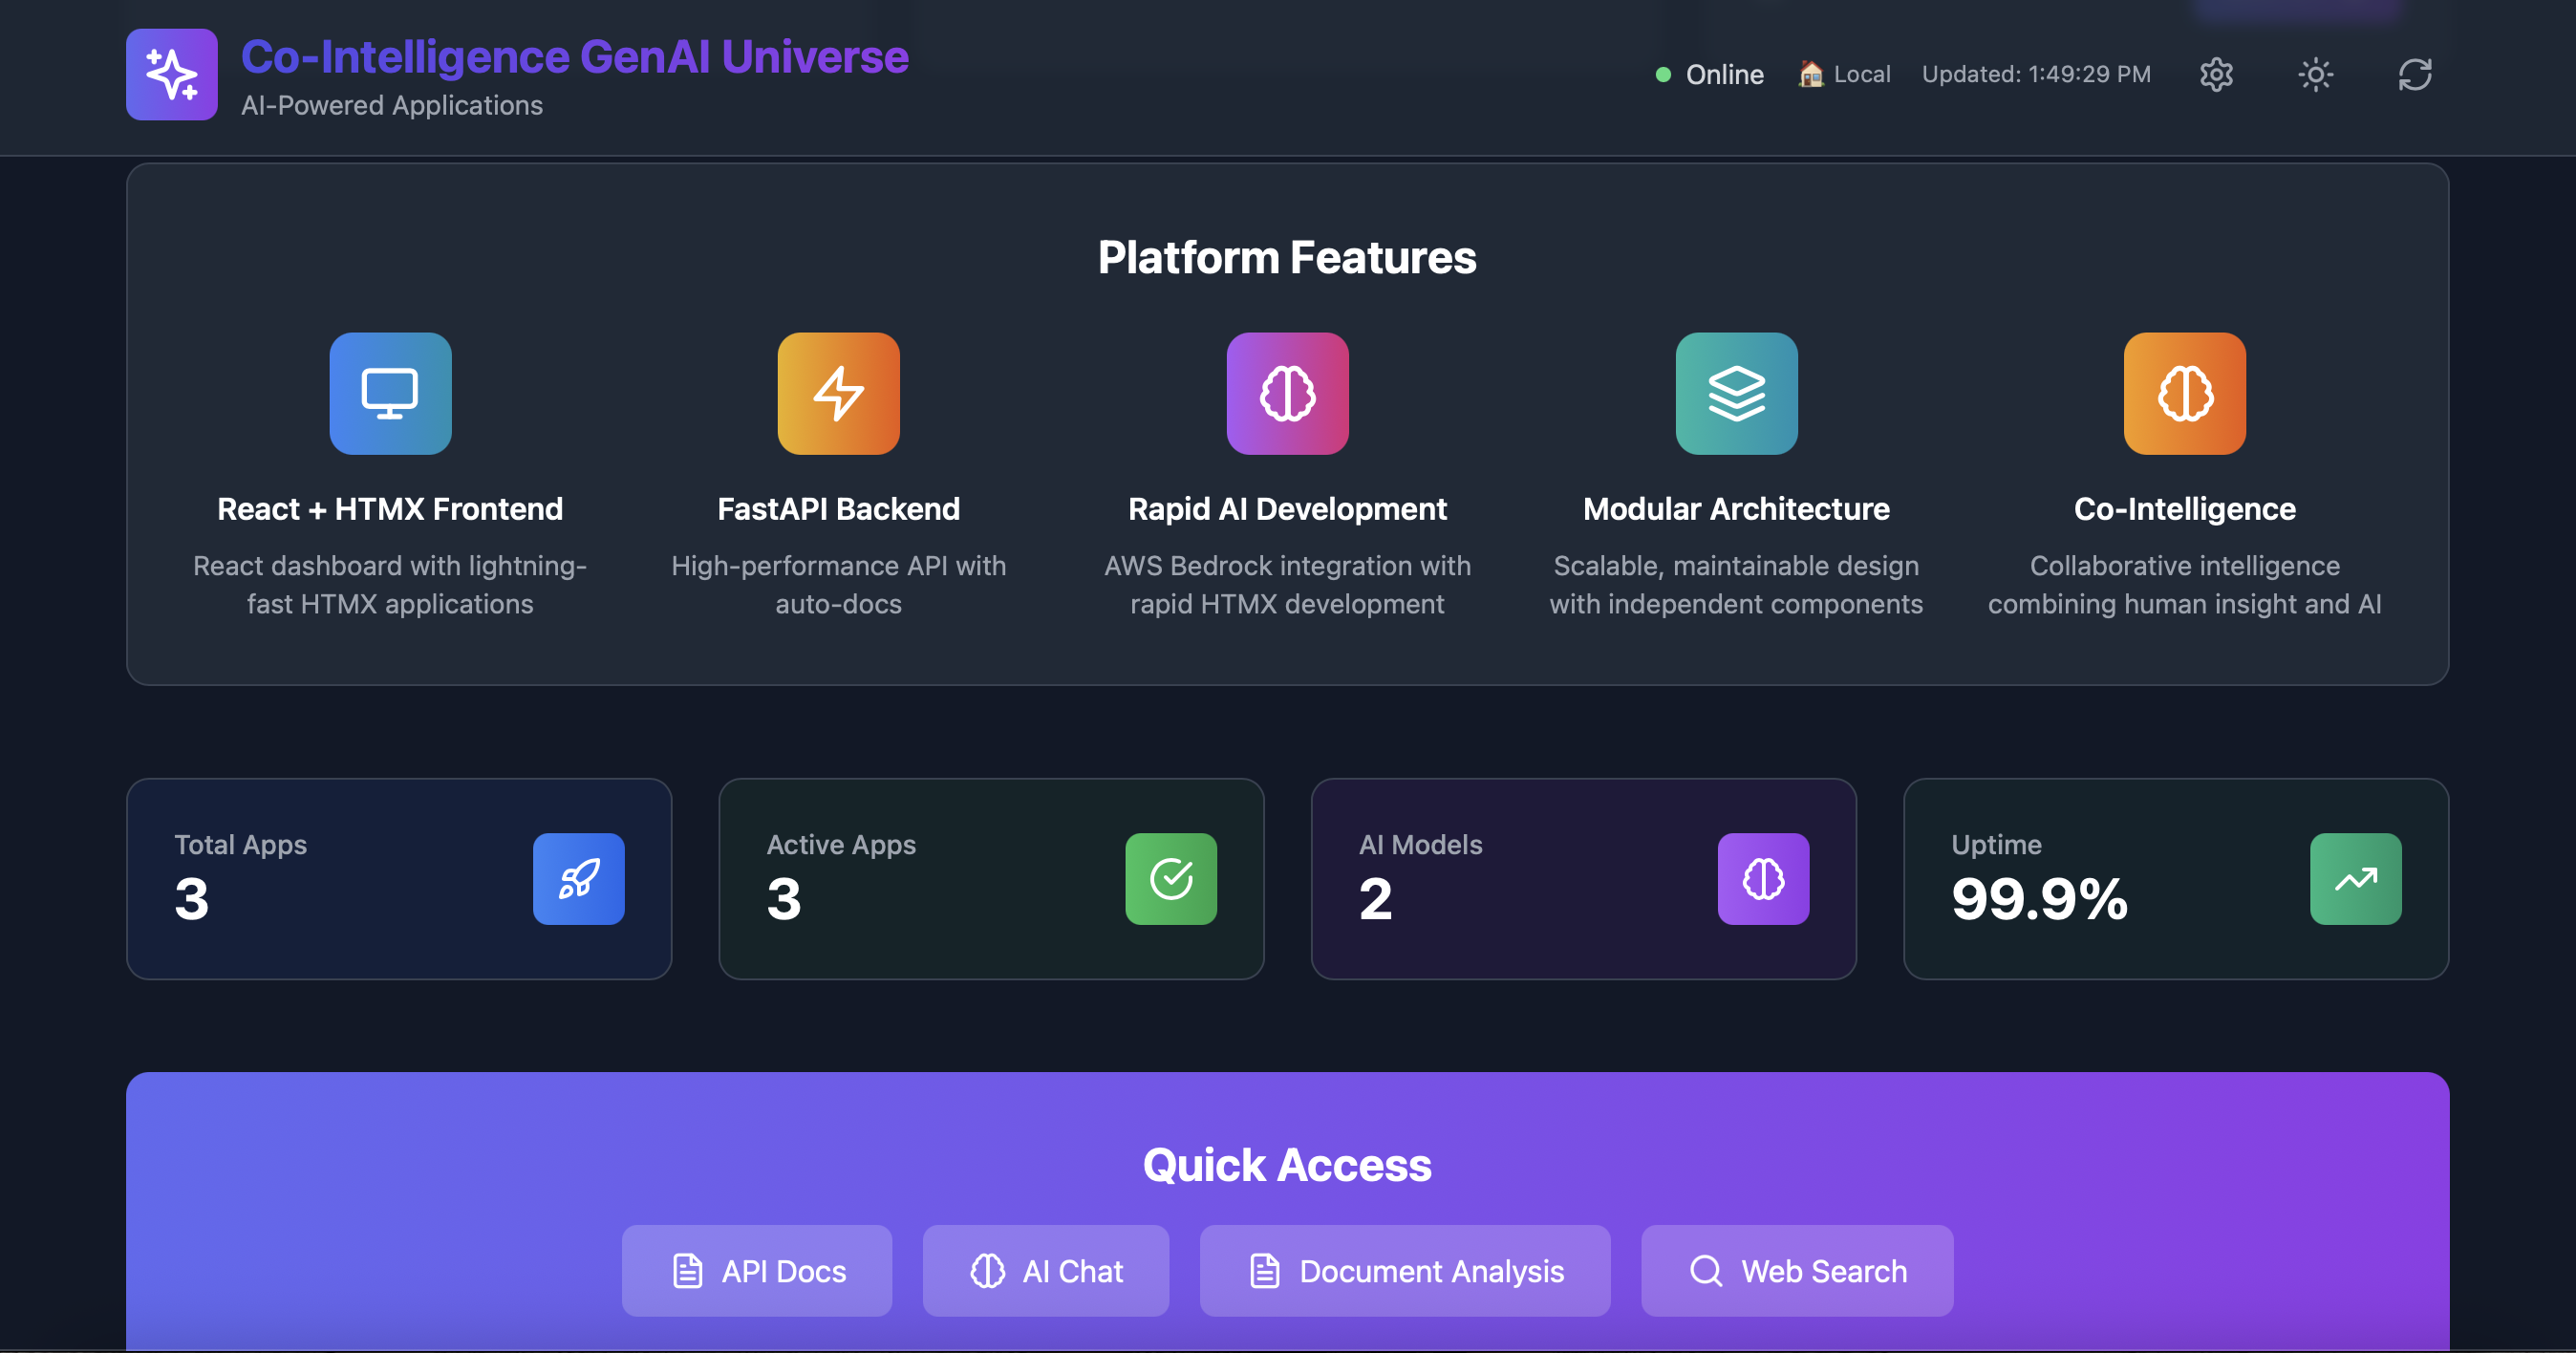 Co-Intelligence GenAI Universe
AI-Powered Applications
Online
Local
Updated: 1:49:29 PM
Platform Features
React + HTMX Frontend
React dashboard with lightning-
fast HTMX applications
FastAPI Backend
High-performance API with
auto-docs
Rapid AI Development
AWS Bedrock integration with
rapid HTMX development
Modular Architecture
Scalable, maintainable design
with independent components
Co-Intelligence
Collaborative intelligence
combining human insight and AI
Total Apps
3
Active Apps
3
AI Models
2
Uptime
99.9%
Quick Access
API Docs
AI Chat
Document Analysis
Web Search